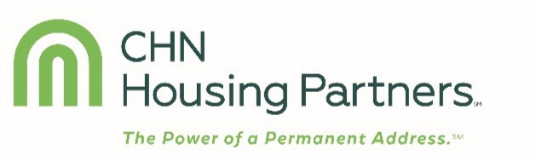 CHN
Housing Partners℠
The Power of a Permanent Address.℠